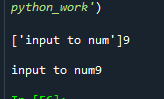 python_work')
['input to num']9
input to num9